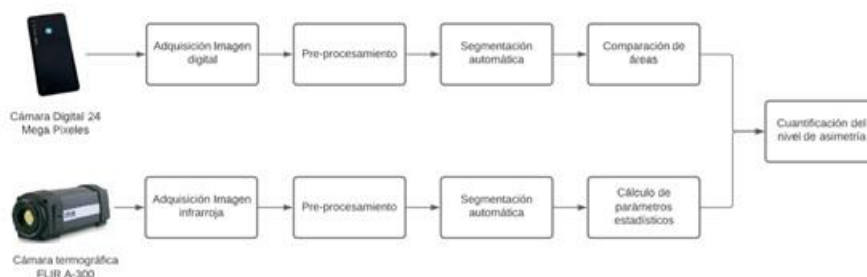 Cámara Digital 24
Mega Pixeles
Adquisición Imagen
digital
Pre-procesamiento
Segmentación
automática
Comparación de
áreas
Cuantificación del
nivel de asimetría
Cámara termográfica
FLIR A-300
Adquisición Imagen
infrarroja
Pre-procesamiento
Segmentación
automática
Cálculo de
parámetros
estadísticos